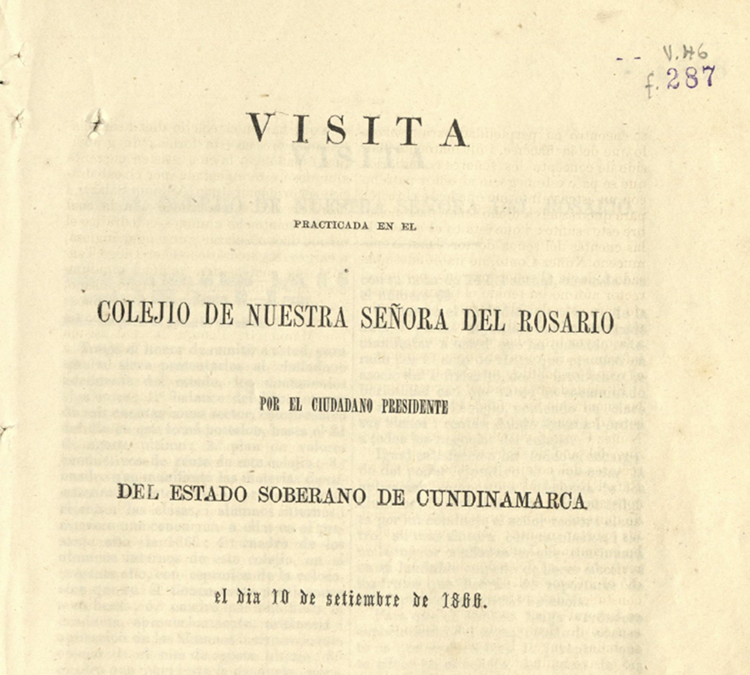 V.46
f. 287
VISITA
PRACTICADA EN EL
COLEJIO DE NUESTRA SEÑORA DEL ROSARIO
POR EL CIUDADANO PRESIDENTE
DEL ESTADO SOBERANO DE CUNDINAMARCA
el dia 10 de setiembre de 1866.